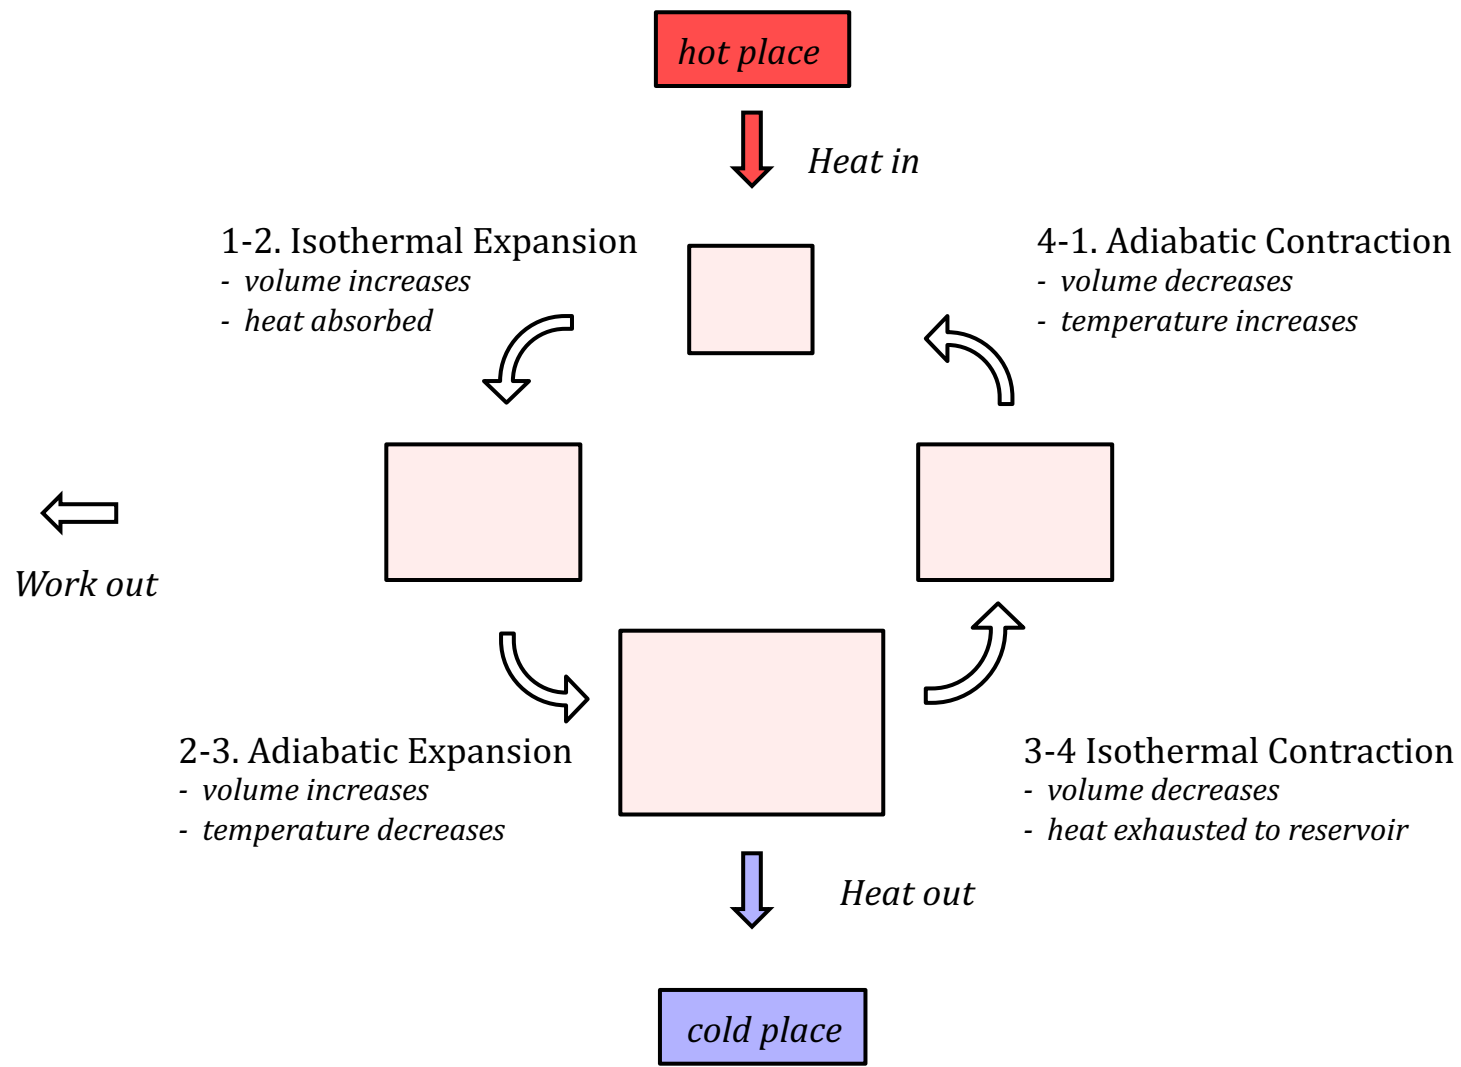 hot place
Heat in
1-2. Isothermal Expansion
- volume increases
- heat absorbed
4-1. Adiabatic Contraction
- volume decreases
- temperature increases
Work out
2-3. Adiabatic Expansion
- volume increases
- temperature decreases
3-4 Isothermal Contraction
- volume decreases
- heat exhausted to reservoir
Heat out
cold place